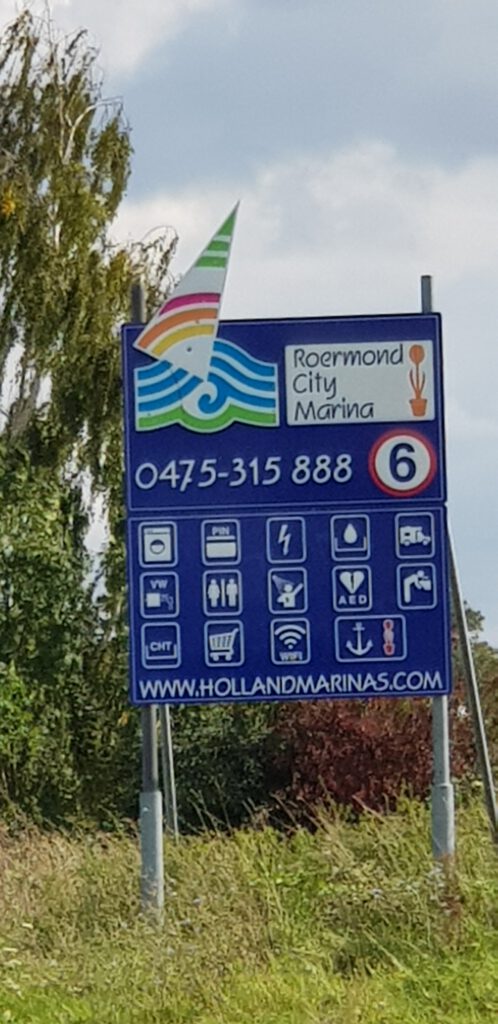 Roermond
City
Marina
0475-315 888
6
PIN
VW
AED
CHT
WIFI
WWW.HOLLANDMARINAS.COM